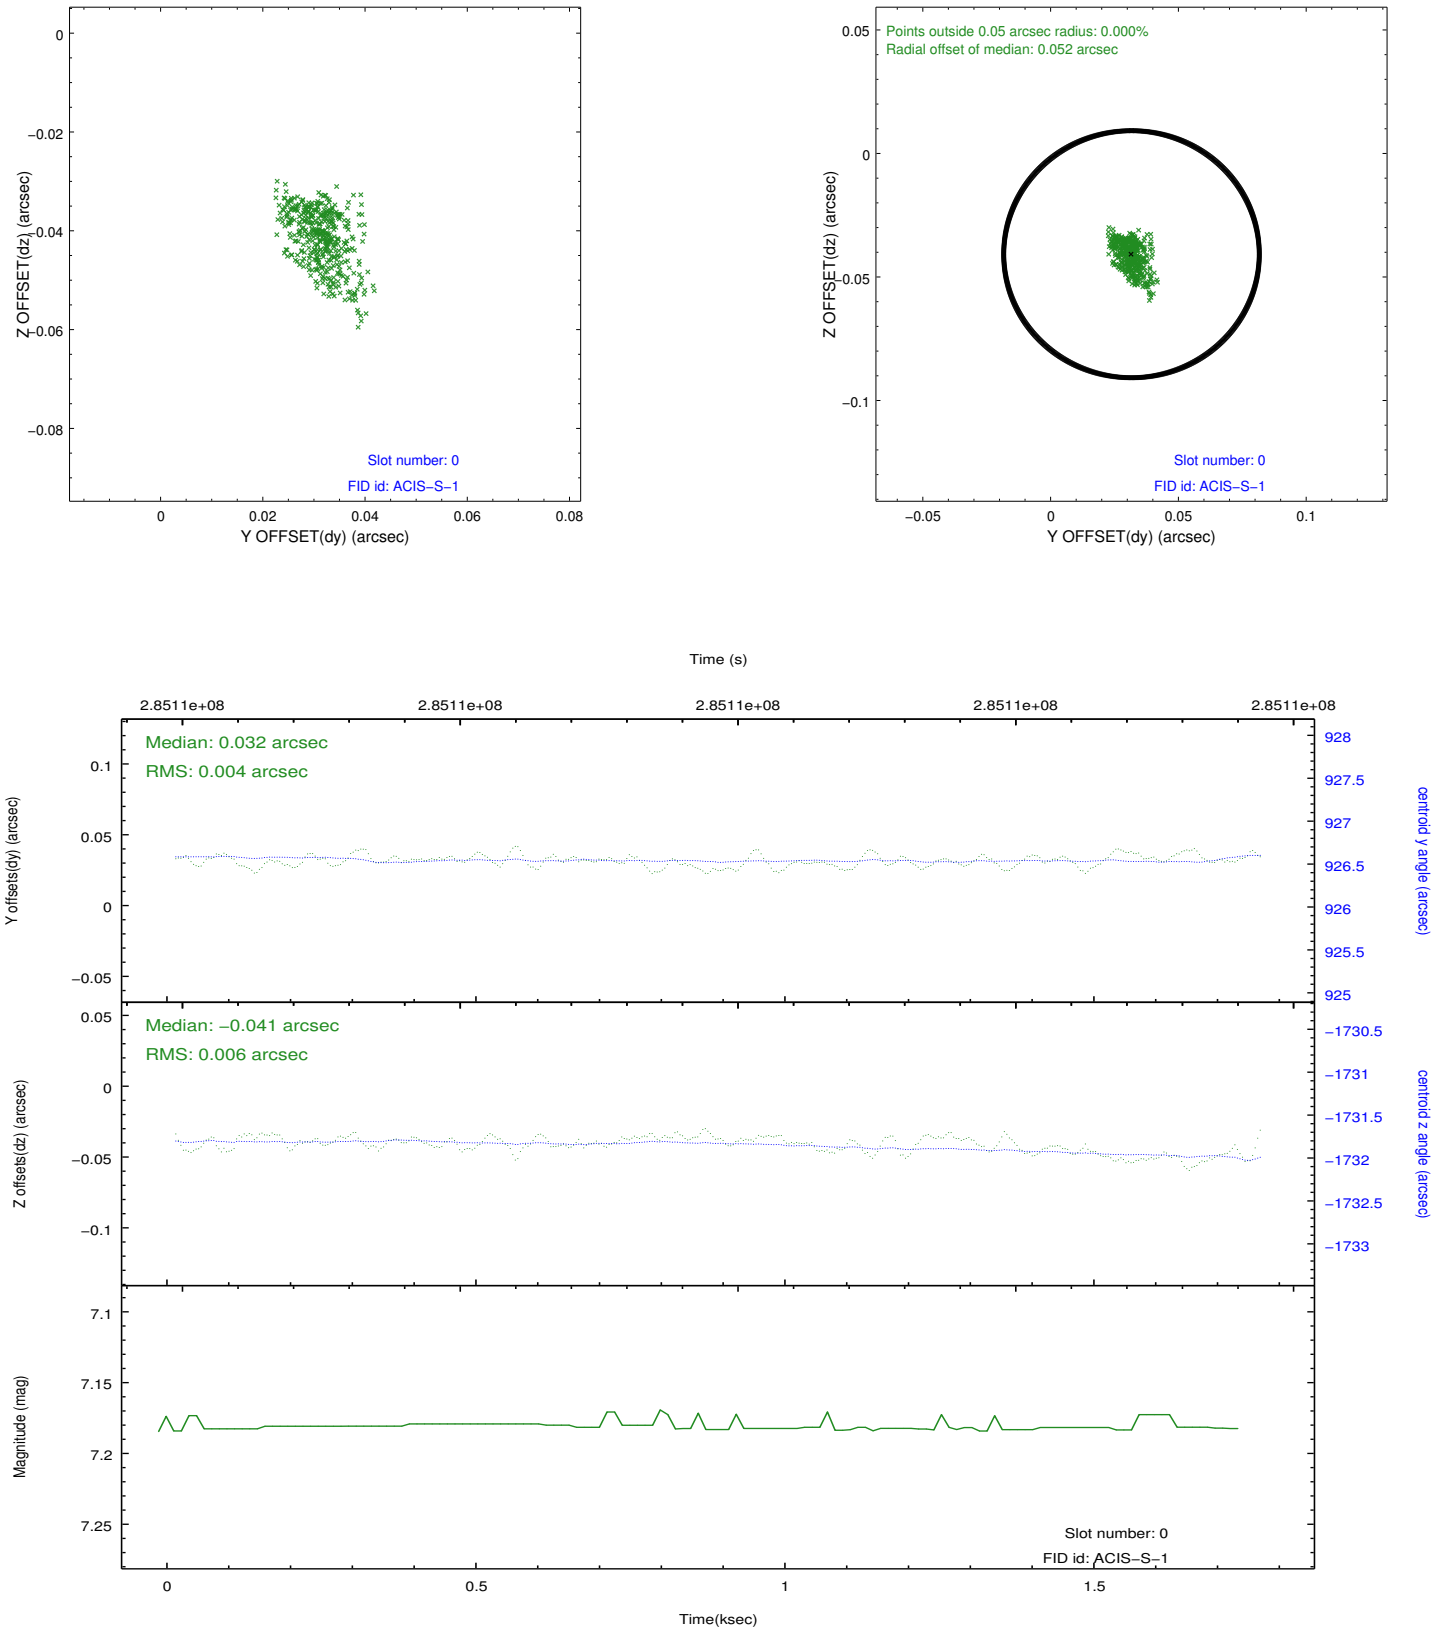 0
−0.02
−0.04
−0.06
−0.08
Z OFFSET(dz) (arcsec)
Slot number: 0
FID id: ACIS−S−1
0
0.02
0.04
0.06
0.08
Y OFFSET(dy) (arcsec)
Points outside 0.05 arcsec radius: 0.000%
Radial offset of median: 0.052 arcsec
0.05
0
−0.05
−0.1
Z OFFSET(dz) (arcsec)
Slot number: 0
FID id: ACIS−S−1
−0.05
0
0.05
0.1
Y OFFSET(dy) (arcsec)
Time (s)
2.8511e+08
2.8511e+08
2.8511e+08
2.8511e+08
2.8511e+08
Median: 0.032 arcsec
RMS: 0.004 arcsec
0.1
0.05
0
−0.05
Y offsets(dy) (arcsec)
928
927.5
927
926.5
926
925.5
925
centroid y angle (arcsec)
Median: −0.041 arcsec
RMS: 0.006 arcsec
0.05
0
−0.05
−0.1
Z offsets(dz) (arcsec)
−1730.5
−1731
−1731.5
−1732
−1732.5
−1733
centroid z angle (arcsec)
7.1
7.15
7.2
7.25
Magnitude (mag)
Slot number: 0
FID id: ACIS−S−1
0
0.5
1
1.5
Time(ksec)